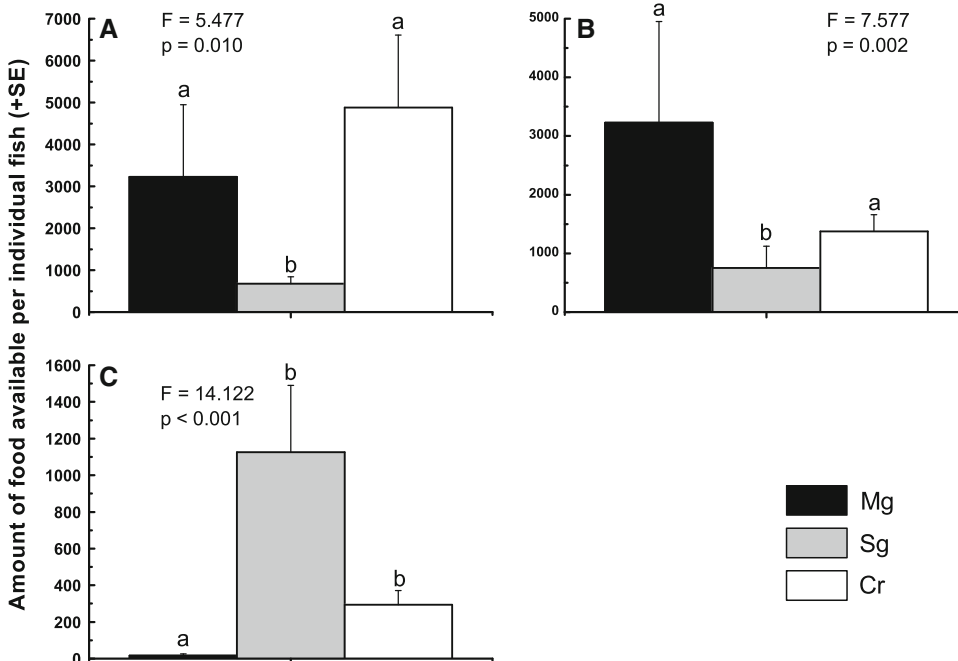 Amount of food available per individual fish (+SE)
A
F = 5.477
p = 0.010
7000
6000
5000
4000
3000
2000
1000
0
a
b
a
B
F = 7.577
p = 0.002
5000
4000
3000
2000
1000
0
a
b
a
C
F = 14.122
p < 0.001
1600
1400
1200
1000
800
600
400
200
0
a
b
b
Mg
Sg
Cr